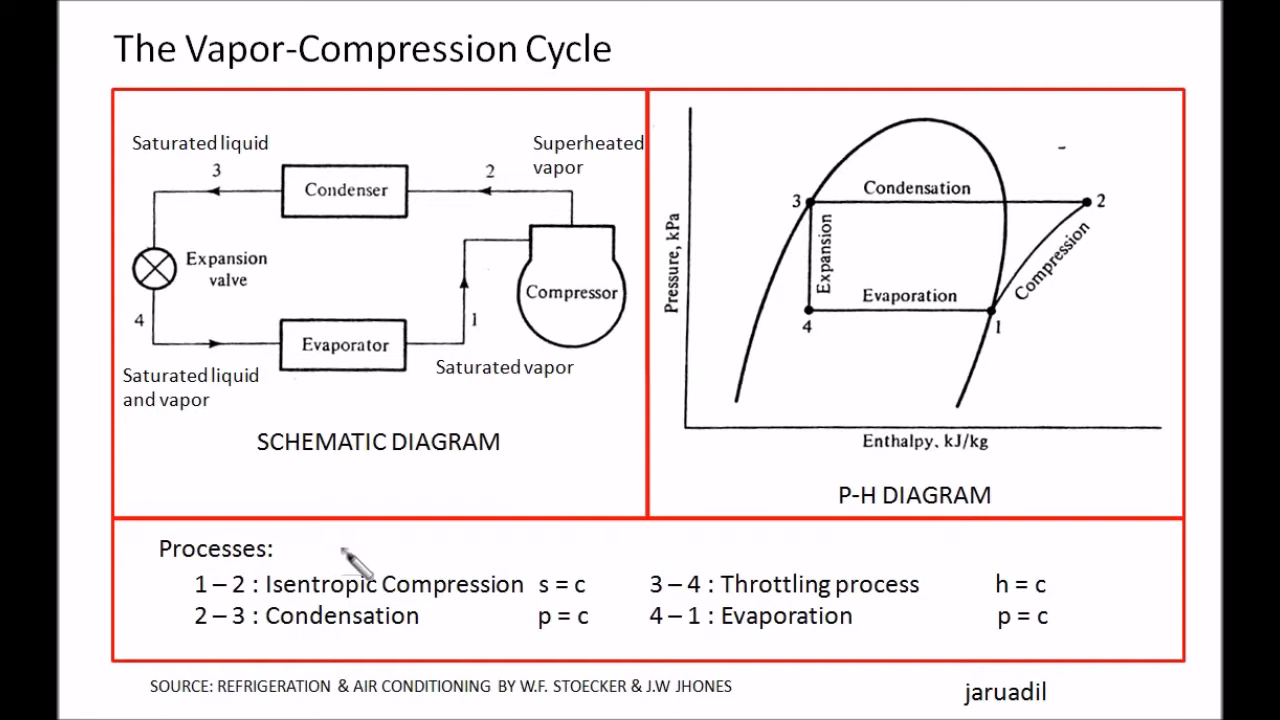 The Vapor-Compression Cycle
Saturated liquid
3
Condenser
2
Superheated
vapor
Expansion
valve
Compressor
4
1
Evaporator
Saturated liquid
and vapor
Saturated vapor
SCHEMATIC DIAGRAM
Pressure, kPa
3
Condensation
2
Expansion
Compression
Evaporation
4
1
Enthalpy, kJ/kg
P-H DIAGRAM
Processes:
1 – 2 : Isentropic Compression s = c
2 – 3 : Condensation p = c
3 – 4 : Throttling process h = c
4 – 1 : Evaporation p = c
SOURCE: REFRIGERATION & AIR CONDITIONING BY W.F. STOECKER & J.W JHONES
jaruadil